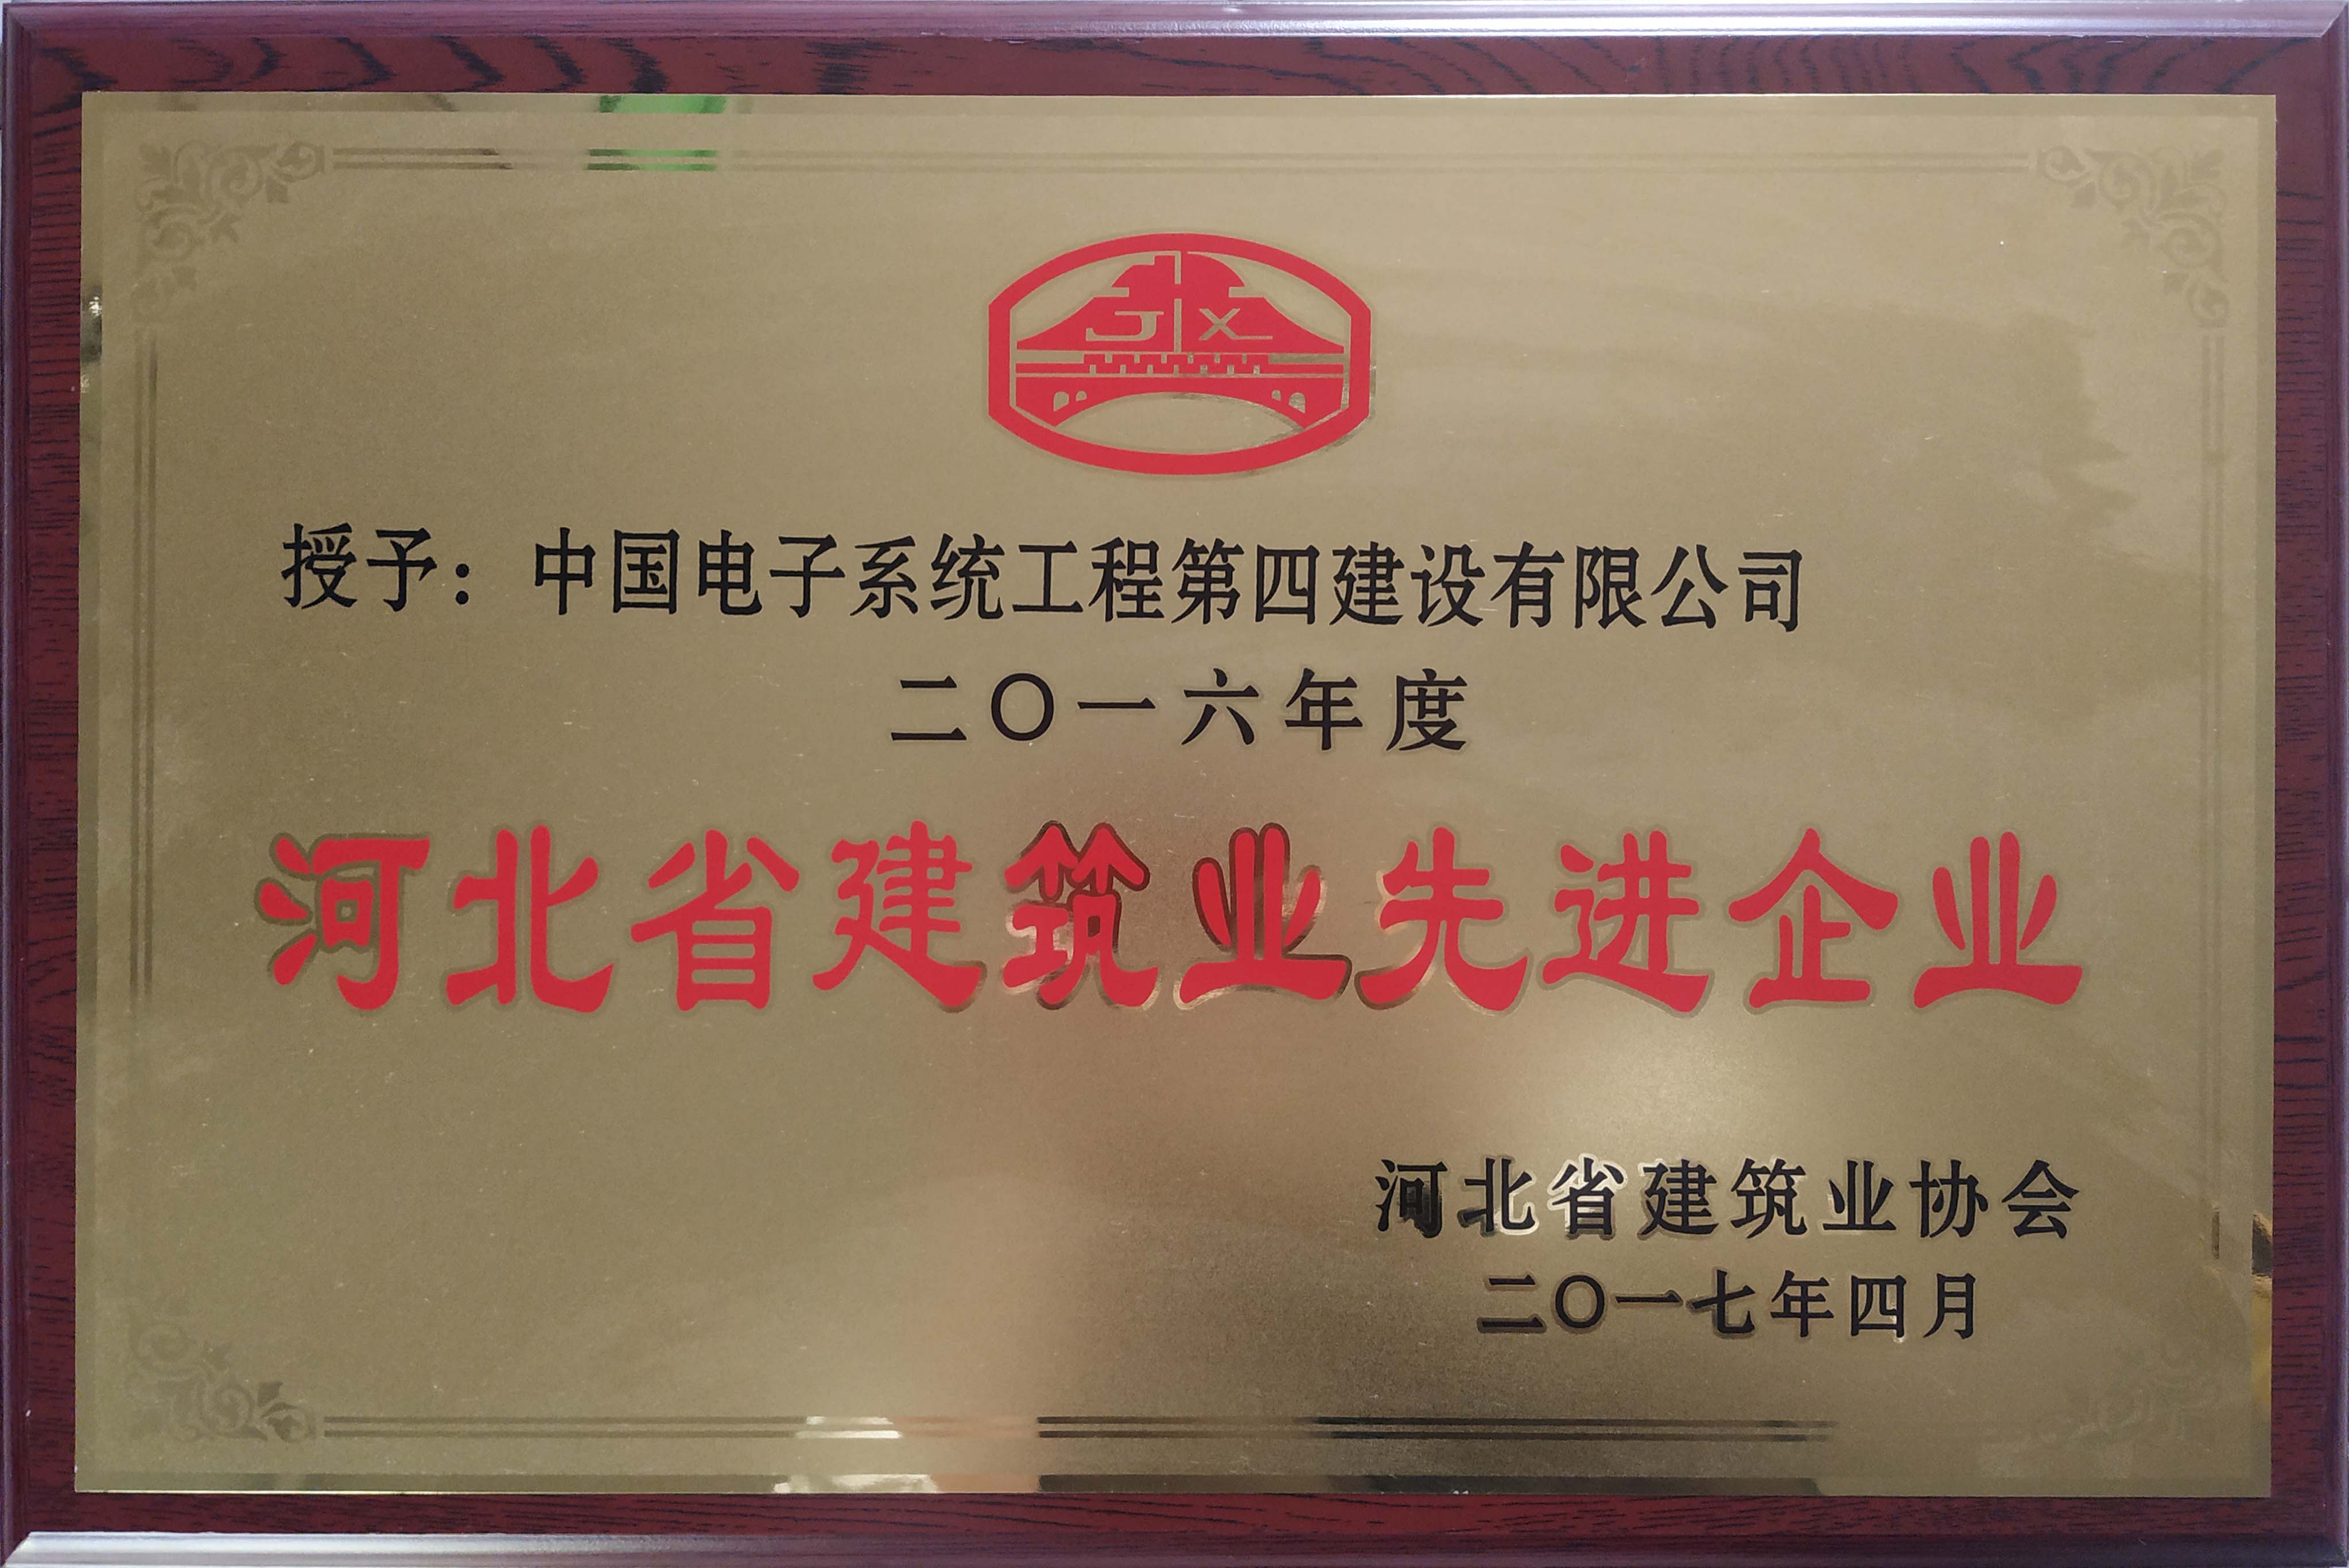 JX
授予：中国电子系统工程第四建设有限公司
二〇一六年度
河北省建筑业先进企业
河北省建筑业协会
二〇一七年四月